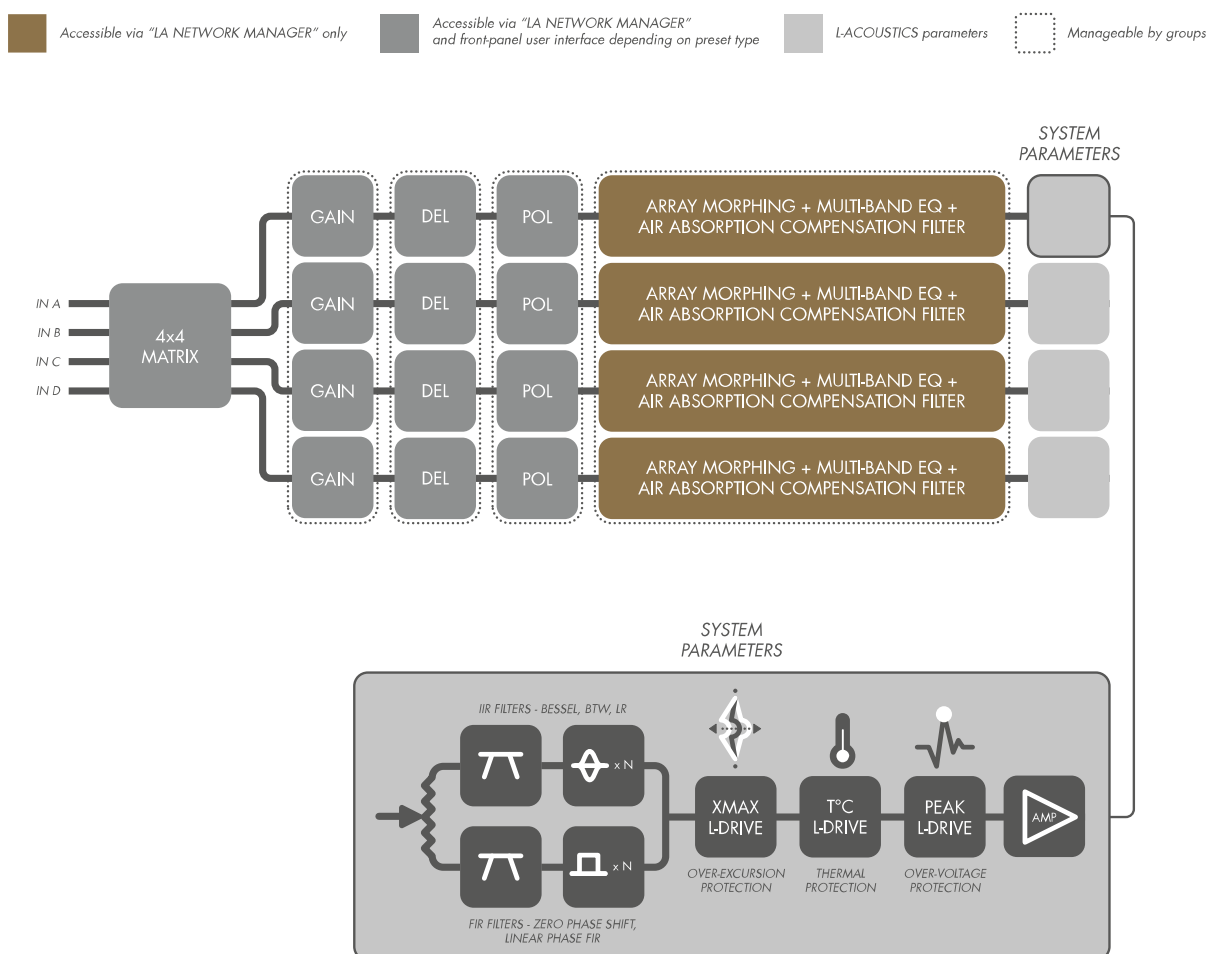 Accessible via "LA NETWORK MANAGER" only
Accessible via "LA NETWORK MANAGER"
and front-panel user interface depending on preset type
L-ACOUSTICS parameters
Manageable by groups
SYSTEM
PARAMETERS
IN A
IN B
IN C
IN D
4x4
MATRIX
GAIN
DEL
POL
ARRAY MORPHING + MULTI-BAND EQ +
AIR ABSORPTION COMPENSATION FILTER
GAIN
DEL
POL
ARRAY MORPHING + MULTI-BAND EQ +
AIR ABSORPTION COMPENSATION FILTER
GAIN
DEL
POL
ARRAY MORPHING + MULTI-BAND EQ +
AIR ABSORPTION COMPENSATION FILTER
GAIN
DEL
POL
ARRAY MORPHING + MULTI-BAND EQ +
AIR ABSORPTION COMPENSATION FILTER
SYSTEM
PARAMETERS
IIR FILTERS - BESSEL, BTW, LR
x N
x N
FIR FILTERS - ZERO PHASE SHIFT,
LINEAR PHASE FIR
XMAX
L-DRIVE
OVER-EXCURSION
PROTECTION
T°C
L-DRIVE
THERMAL
PROTECTION
PEAK
L-DRIVE
OVER-VOLTAGE
PROTECTION
AMP